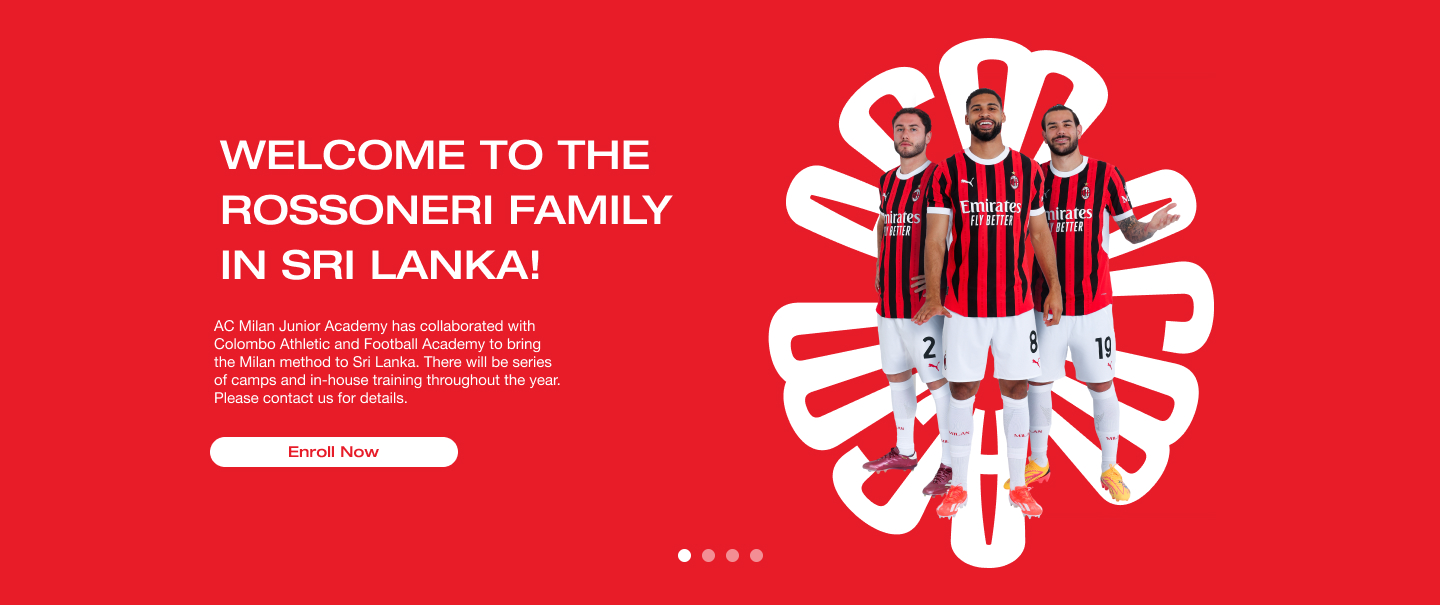 WELCOME TO THE
ROSSONERI FAMILY
IN SRI LANKA!
AC Milan Junior Academy has collaborated with
Colombo Athletic and Football Academy to bring
the Milan method to Sri Lanka. There will be series
of camps and in-house training throughout the year.
Please contact us for details.
Enroll Now
Emirates
FLY BETTER
Emirates
FLY BETTER
mirates
LY BETTER
2
8
19